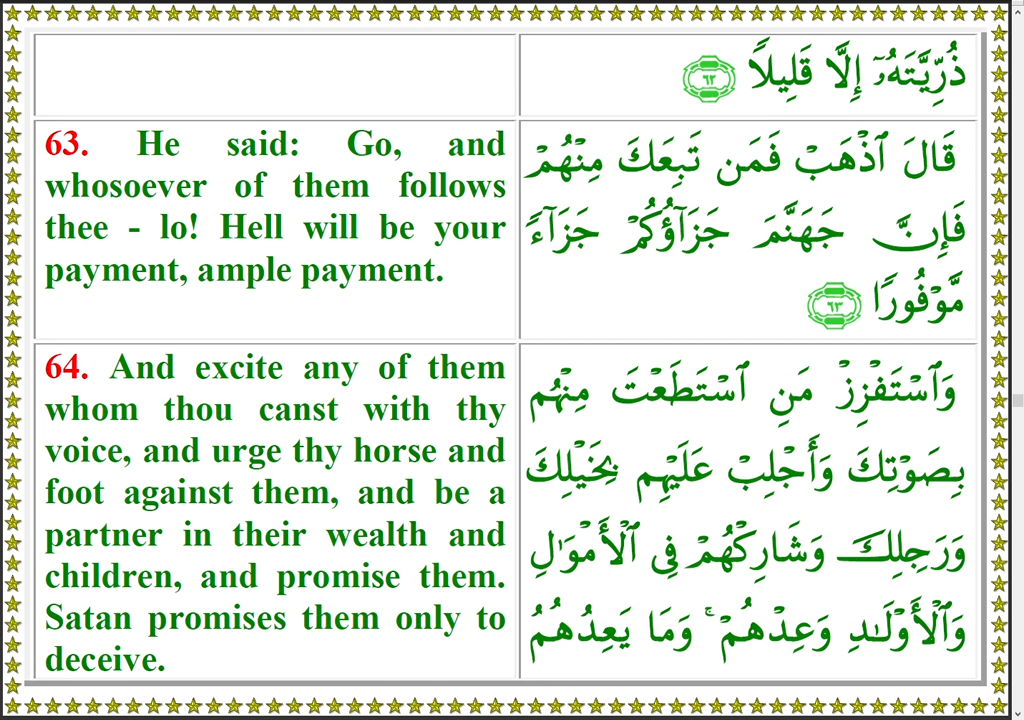 ذُرِّيَّتَهُۥٓ إِلَّا قَلِيلًا ٦٣
63. He said: Go, and
whosoever of them follows
thee - lo! Hell will be your
payment, ample payment.
قَالَ ٱذْهَبْ فَمَن تَبِعَكَ مِنْهُمْ
فَإِنَّ جَهَنَّمَ جَزَآؤُكُمْ جَزَآءً
مَّوْفُورًا ٦٣
64. And excite any of them
whom thou canst with thy
voice, and urge thy horse and
foot against them, and be a
partner in their wealth and
children, and promise them.
Satan promises them only to
deceive.
وَٱسْتَفْزِزْ مَنِ ٱسْتَطَعْتَ مِنْهُم
بِصَوْتِكَ وَأَجْلِبْ عَلَيْهِم بِخَيْلِكَ
وَرَجِلِكَ وَشَارِكْهُمْ فِى ٱلْأَمْوَٰلِ
وَٱلْأَوْلَـٰدِ وَعِدْهُمْ ۚ وَمَا يَعِدُهُمُ